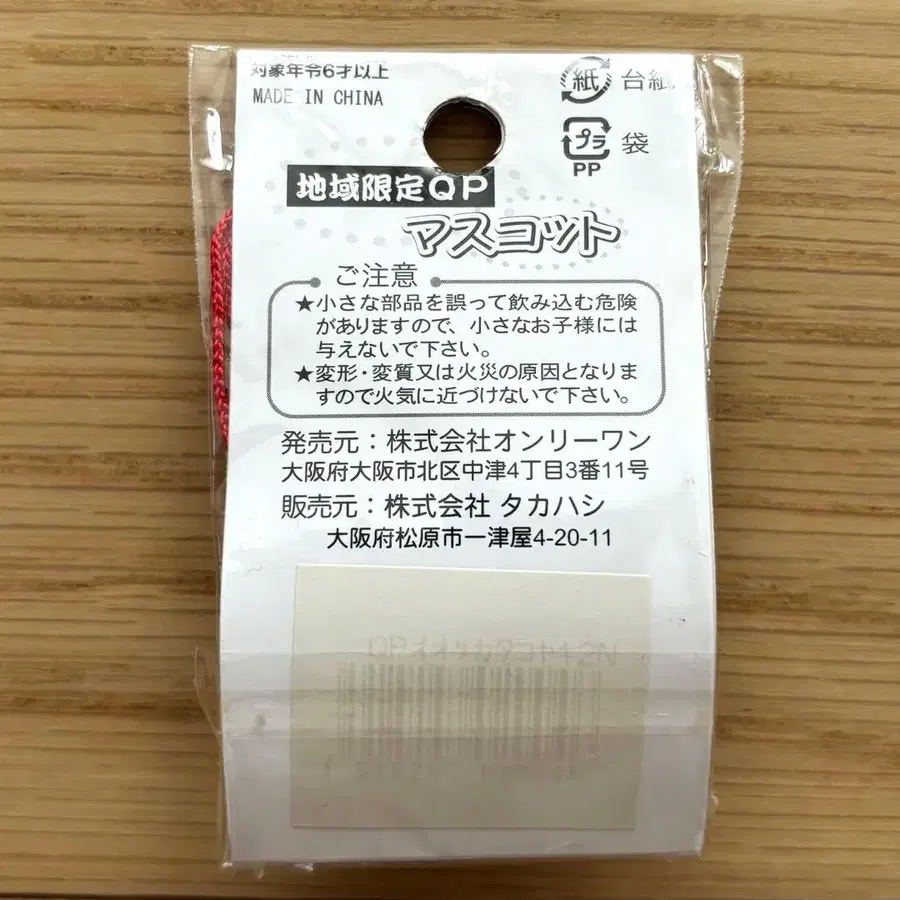 対象年令6才以上
MADE IN CHINA
紙 台紙
プラ 袋
PP
地域限定QP
マスコット
ご注意
★小さな部品を誤って飲み込む危険
がありますので、小さなお子様には
与えないで下さい。
★変形・変質又は火災の原因となりま
すので火気に近づけないで下さい。
発売元：株式会社オンリーワン
大阪府大阪市北区中津4丁目3番11号
販売元：株式会社 タカハシ
大阪府松原市一津屋4-20-11